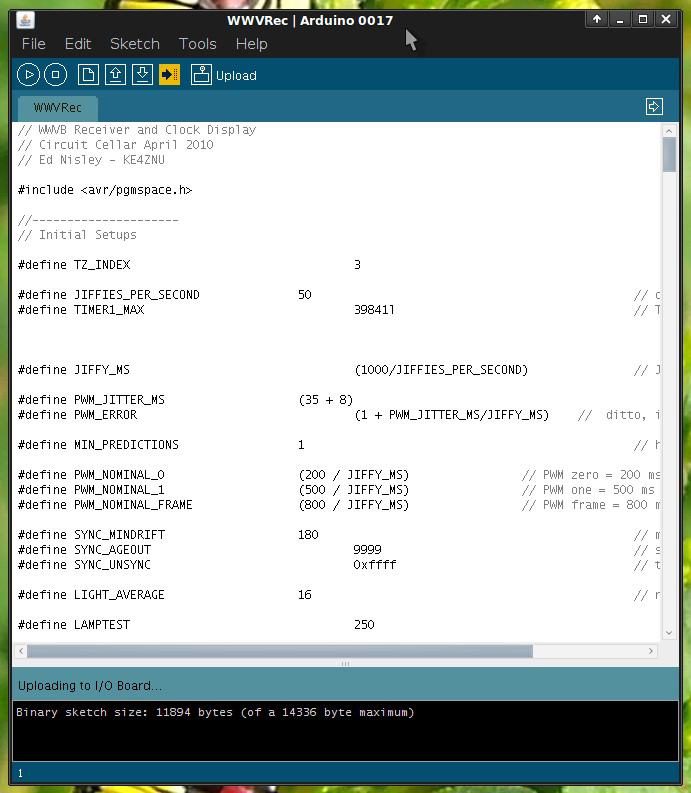 WWVRec | Arduino 0017
File Edit Sketch Tools Help
Upload
WWVRec
// WWVB Receiver and Clock Display
// Circuit Cellar April 2010
// Ed Nisley - KE4ZNU
#include <avr/pgmspace.h>
//---------------------
// Initial Setups
#define TZ_INDEX 3
#define JIFFIES_PER_SECOND 50 //
#define TIMER1_MAX 39841l // T
#define JIFFY_MS (1000/JIFFIES_PER_SECOND) // J
#define PWM_JITTER_MS (35 + 8)
#define PWM_ERROR (1 + PWM_JITTER_MS/JIFFY_MS) // ditto, i
#define MIN_PREDICTIONS 1 // h
#define PWM_NOMINAL_0 (200 / JIFFY_MS) // PWM zero = 200 ms
#define PWM_NOMINAL_1 (500 / JIFFY_MS) // PWM one = 500 ms
#define PWM_NOMINAL_FRAME (800 / JIFFY_MS) // PWM frame = 800 m
#define SYNC_MINDRIFT 180 // m
#define SYNC_AGEOUT 9999 // s
#define SYNC_UNSYNC 0xffff // t
#define LIGHT_AVERAGE 16 // r
#define LAMPTEST 250
Uploading to I/O Board...
Binary sketch size: 11894 bytes (of a 14336 byte maximum)
1